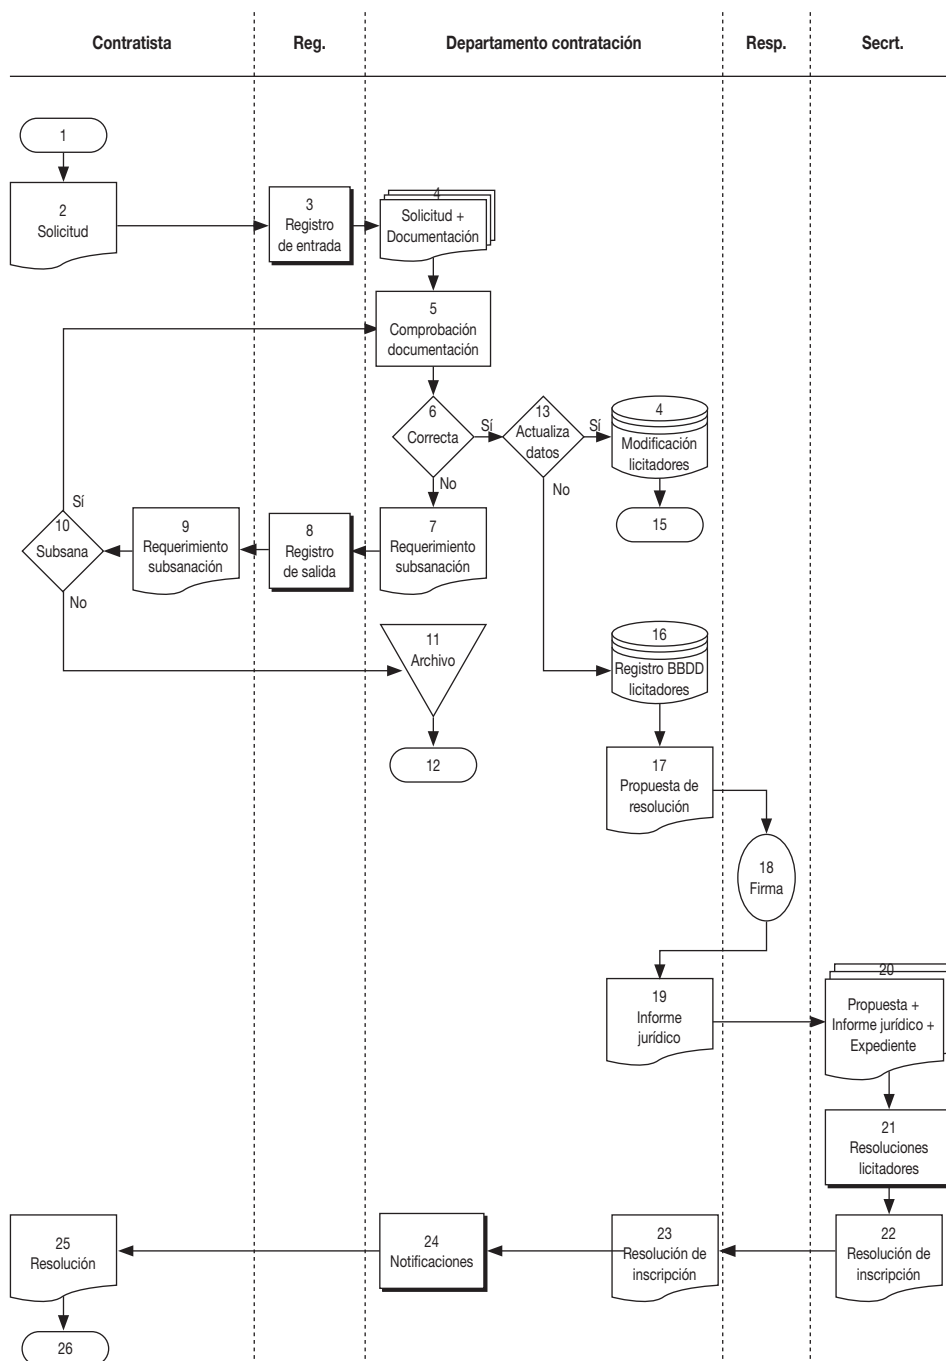 Contratista Reg. Departamento contratación Resp. Secrt.
1
2
Solicitud
3
Registro
de entrada
4
Solicitud +
Documentación
5
Comprobación
documentación
6
Correcta
Sí
No
13
Actualiza
datos
Sí
No
4
Modificación
licitadores
15
7
Requerimiento
subsanación
8
Registro
de salida
9
Requerimiento
subsanación
10
Subsana
Sí
No
11
Archivo
12
16
Registro BBDD
licitadores
17
Propuesta de
resolución
18
Firma
19
Informe
jurídico
20
Propuesta +
Informe jurídico +
Expediente
21
Resoluciones
licitadores
22
Resolución de
inscripción
23
Resolución de
inscripción
24
Notificaciones
25
Resolución
26